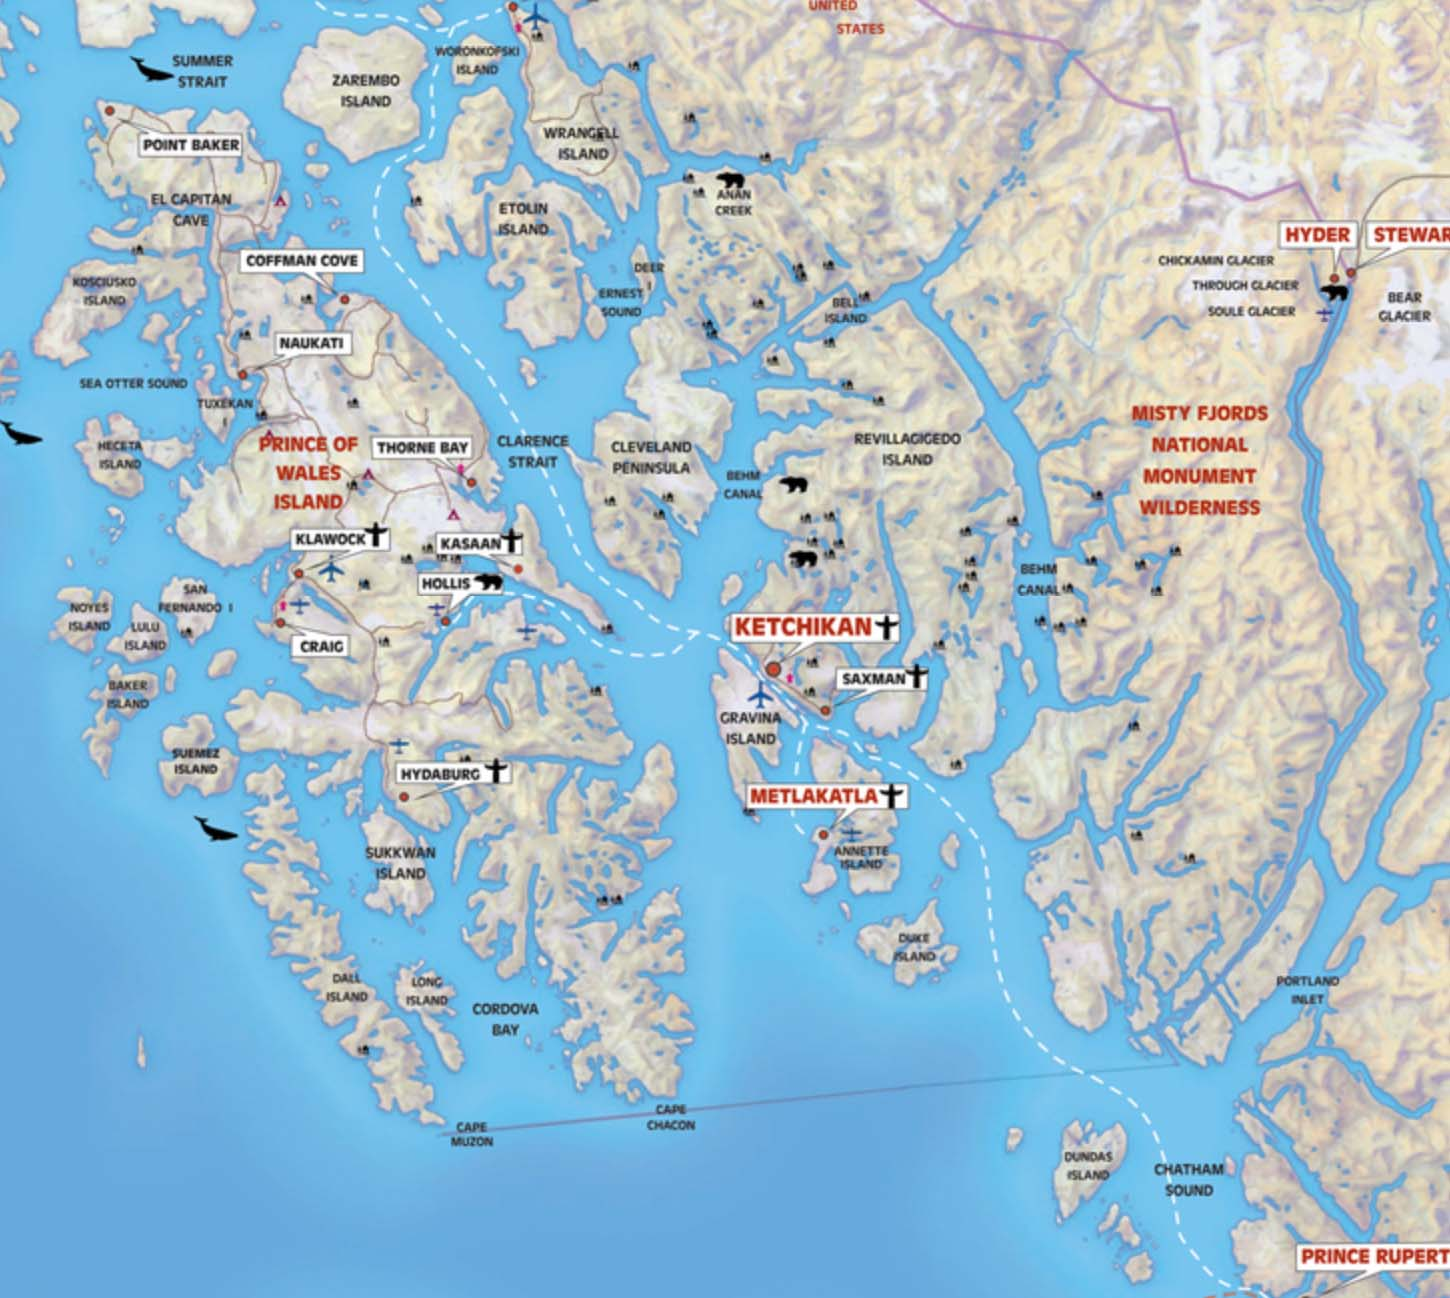 UNITED
STATES
SUMMER
STRAIT
WORONKOFSKI
ISLAND
ZAREMBO
ISLAND
POINT BAKER
WRANGELL
ISLAND
EL CAPITAN
CAVE
ETOLIN
ISLAND
ANAN
CREEK
HYDER
STEWAR
COFFMAN COVE
CHICKAMIN GLACIER
THROUGH GLACIER
SOULE GLACIER
BEAR
GLACIER
KOSCIUSKO
ISLAND
DEER
I
ERNEST
SOUND
BELL
ISLAND
NAUKATI
SEA OTTER SOUND
TUXEKAN
I
HECETA
ISLAND
PRINCE OF
WALES
ISLAND
THORNE BAY
CLARENCE
STRAIT
CLEVELAND
PENINSULA
BEHM
CANAL
REVILLAGIGEDO
ISLAND
MISTY FJORDS
NATIONAL
MONUMENT
WILDERNESS
KLAWOCK
KASAAN
HOLLIS
BEHM
CANAL
SAN
FERNANDO I
NOYES
ISLAND
LULU
ISLAND
CRAIG
KETCHIKAN
SAXMAN
BAKER
ISLAND
GRAVINA
ISLAND
SUEMEZ
ISLAND
HYDABURG
METLAKATLA
ANNETTE
ISLAND
SUKKWAN
ISLAND
DUKE
ISLAND
DALL
ISLAND
LONG
ISLAND
CORDOVA
BAY
PORTLAND
INLET
CAPE
MUZON
CAPE
CHACON
DUNDAS
ISLAND
CHATHAM
SOUND
PRINCE RUPERT